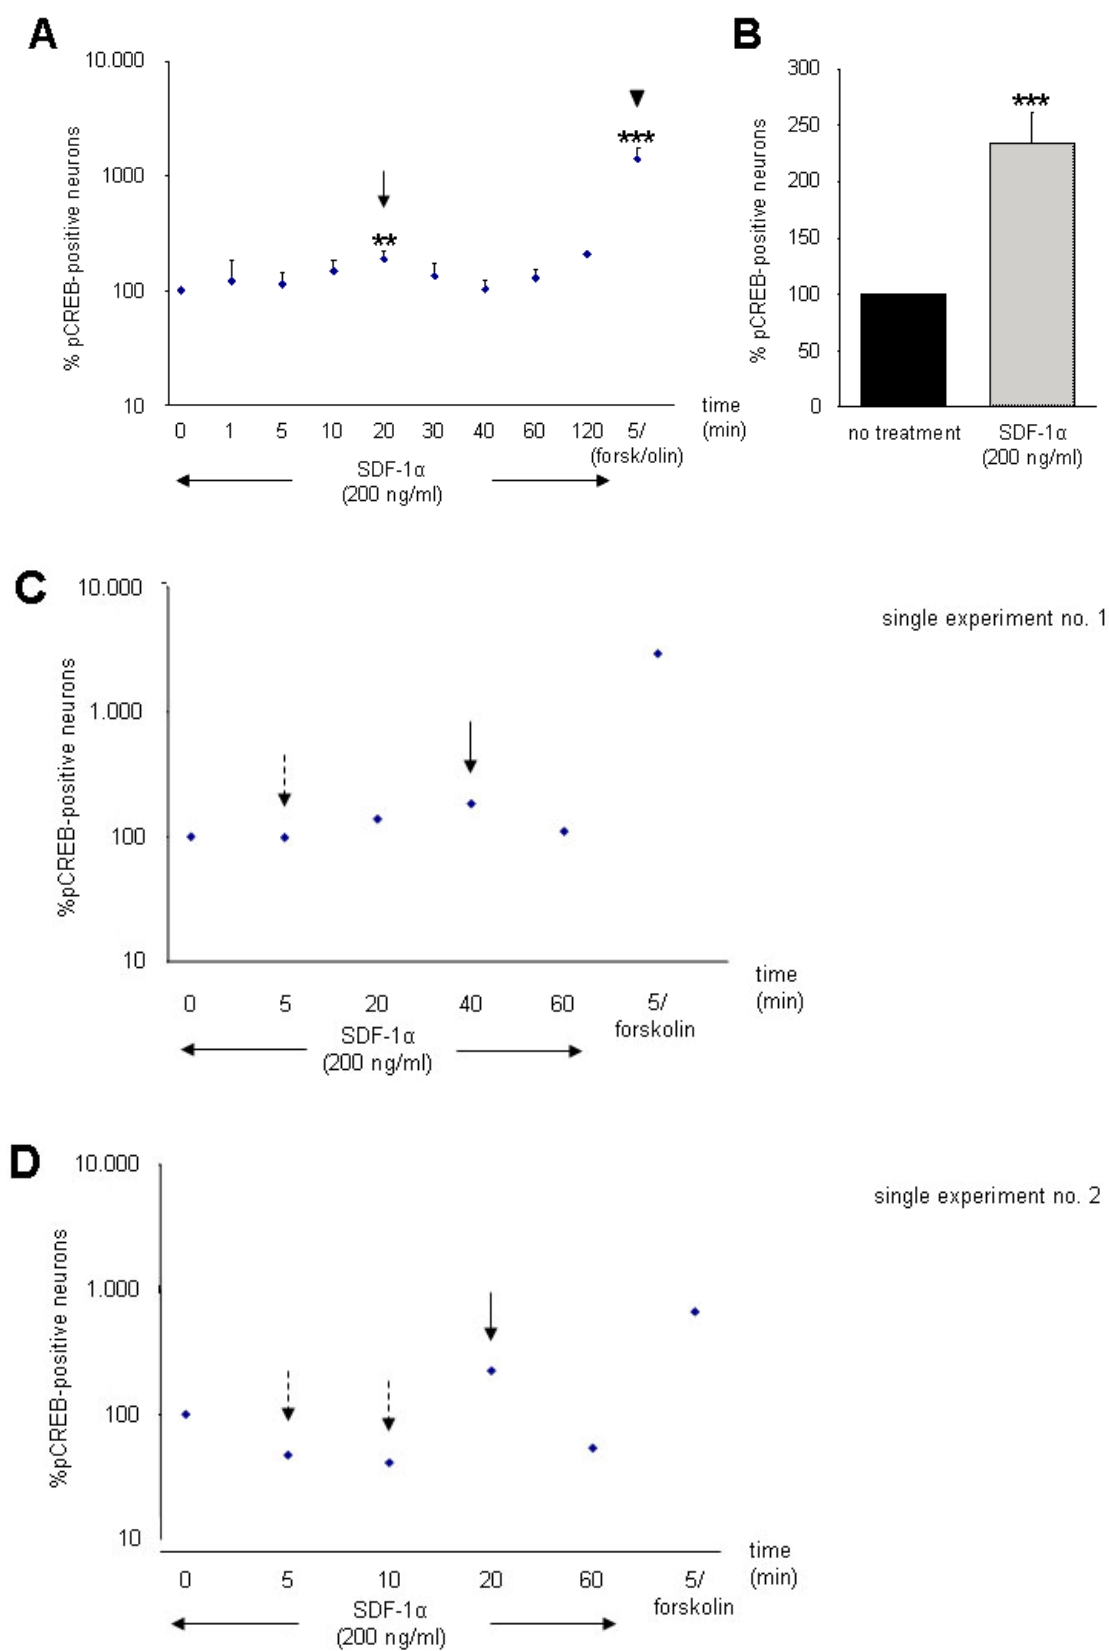 A
10.000
1000
100
10
% pCREB-positive neurons
**
***
0 1 5 10 20 30 40 60 120 5/
(forsk/olin)
time
(min)
SDF-1α
(200 ng/ml)
B
300
250
200
150
100
50
0
% pCREB-positive neurons
***
no treatment SDF-1α
(200 ng/ml)
C
single experiment no. 1
10.000
1.000
100
10
%pCREB-positive neurons
0 5 20 40 60 5/
forskolin
time
(min)
SDF-1α
(200 ng/ml)
D
single experiment no. 2
10.000
1.000
100
10
%pCREB-positive neurons
0 5 10 20 60 5/
forskolin
time
(min)
SDF-1α
(200 ng/ml)